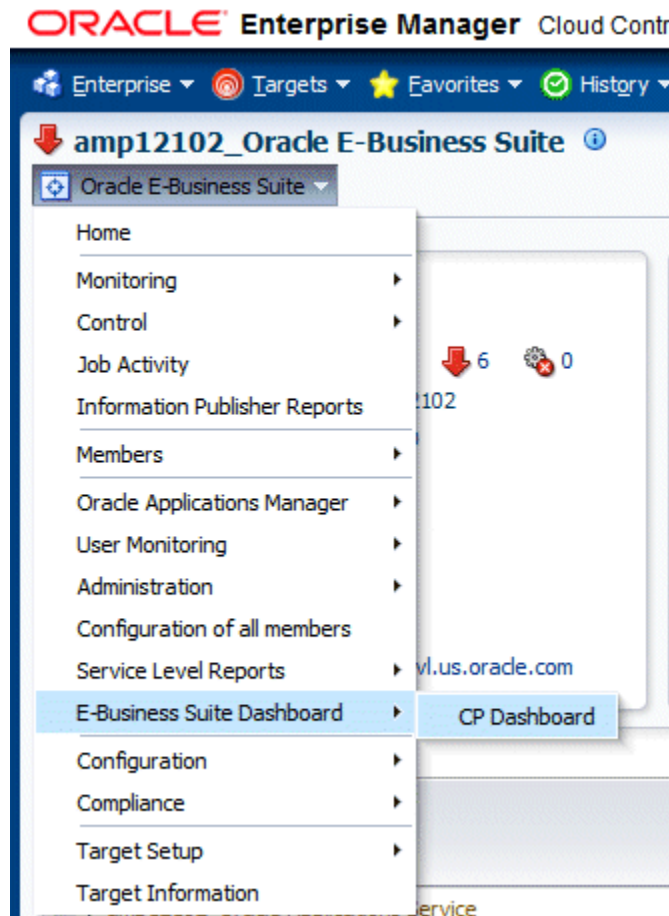 ORACLE Enterprise Manager Cloud Contr
Enterprise Targets Favorites History
amp12102_Oracle E-Business Suite
Oracle E-Business Suite
Home
Monitoring
Control
Job Activity
6 0
Information Publisher Reports
2102
Members
Oracle Applications Manager
User Monitoring
Administration
Configuration of all members
Service Level Reports
vl.us.oracle.com
E-Business Suite Dashboard
CP Dashboard
Configuration
Compliance
Target Setup
Target Information
Service